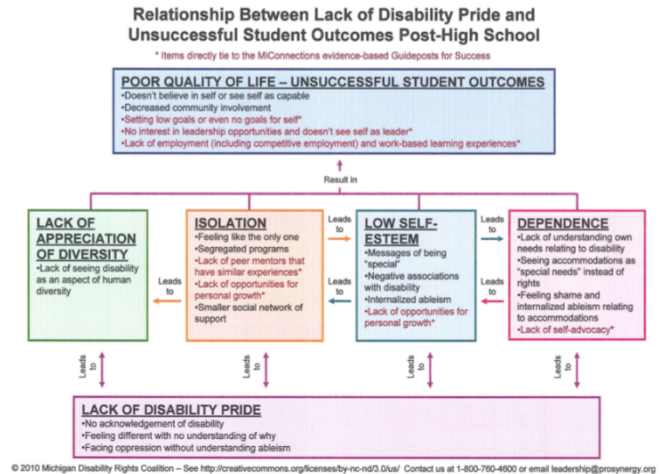 Relationship Between Lack of Disability Pride and
Unsuccessful Student Outcomes Post-High School
* Items directly tie to the MiConnections evidence-based Guideposts for Success
POOR QUALITY OF LIFE – UNSUCCESSFUL STUDENT OUTCOMES
•Doesn't believe in self or see self as capable
•Decreased community involvement
•Setting low goals or even no goals for self*
•No interest in leadership opportunities and doesn't see self as leader*
•Lack of employment (including competitive employment) and work-based learning experiences*
Result in
LACK OF
APPRECIATION
OF DIVERSITY
•Lack of seeing disability
as an aspect of human
diversity
Leads
to
ISOLATION
•Feeling like the only one
•Segregated programs
•Lack of peer mentors that
have similar experiences*
•Lack of opportunities for
personal growth*
•Smaller social network of
support
Leads
to
Leads
to
LOW SELF-
ESTEEM
•Messages of being
"special"
•Negative associations
with disability
•Internalized ableism
•Lack of opportunities for
personal growth*
Leads
to
Leads
to
DEPENDENCE
•Lack of understanding own
needs relating to disability
•Seeing accommodations as
"special needs" instead of
rights
•Feeling shame and
internalized ableism relating
to accommodations
•Lack of self-advocacy*
Leads
to
Leads
to
Leads
to
Leads
to
LACK OF DISABILITY PRIDE
•No acknowledgement of disability
•Feeling different with no understanding of why
•Facing oppression without understanding ableism
© 2010 Michigan Disability Rights Coalition – See http://creativecommons.org/licenses/by-nc-nd/3.0/us/ Contact us at 1-800-760-4600 or email leadership@prosynergy.org